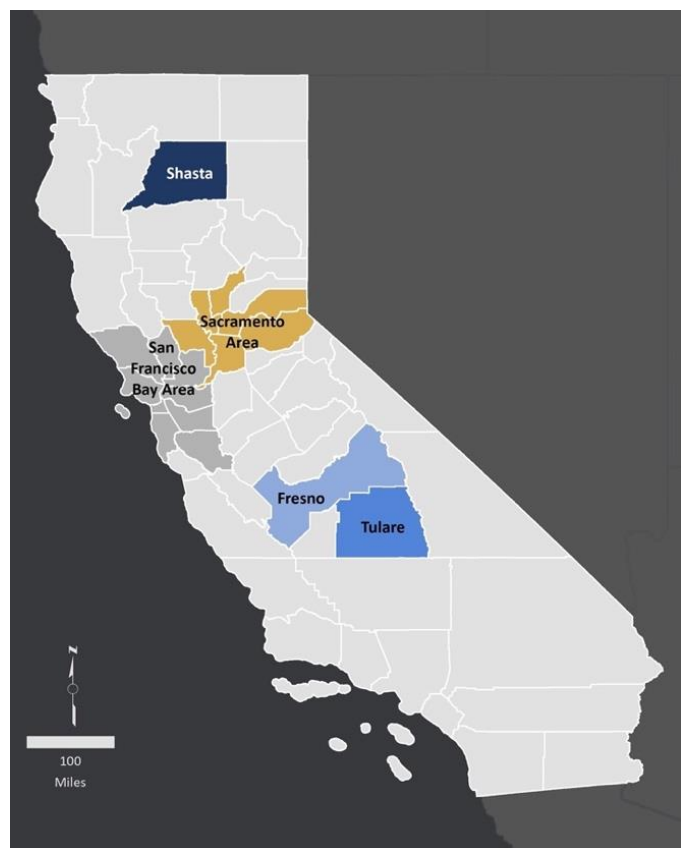 Shasta
Sacramento
Area
San
Francisco
Bay Area
Fresno
Tulare
N
100
Miles